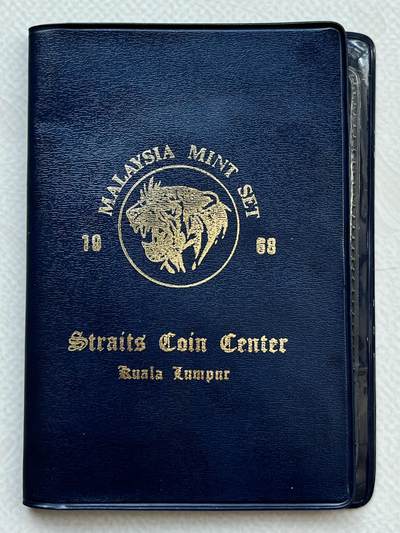 MALAYSIA MINT SET
19 68
Straits Coin Center
Kuala Lumpur